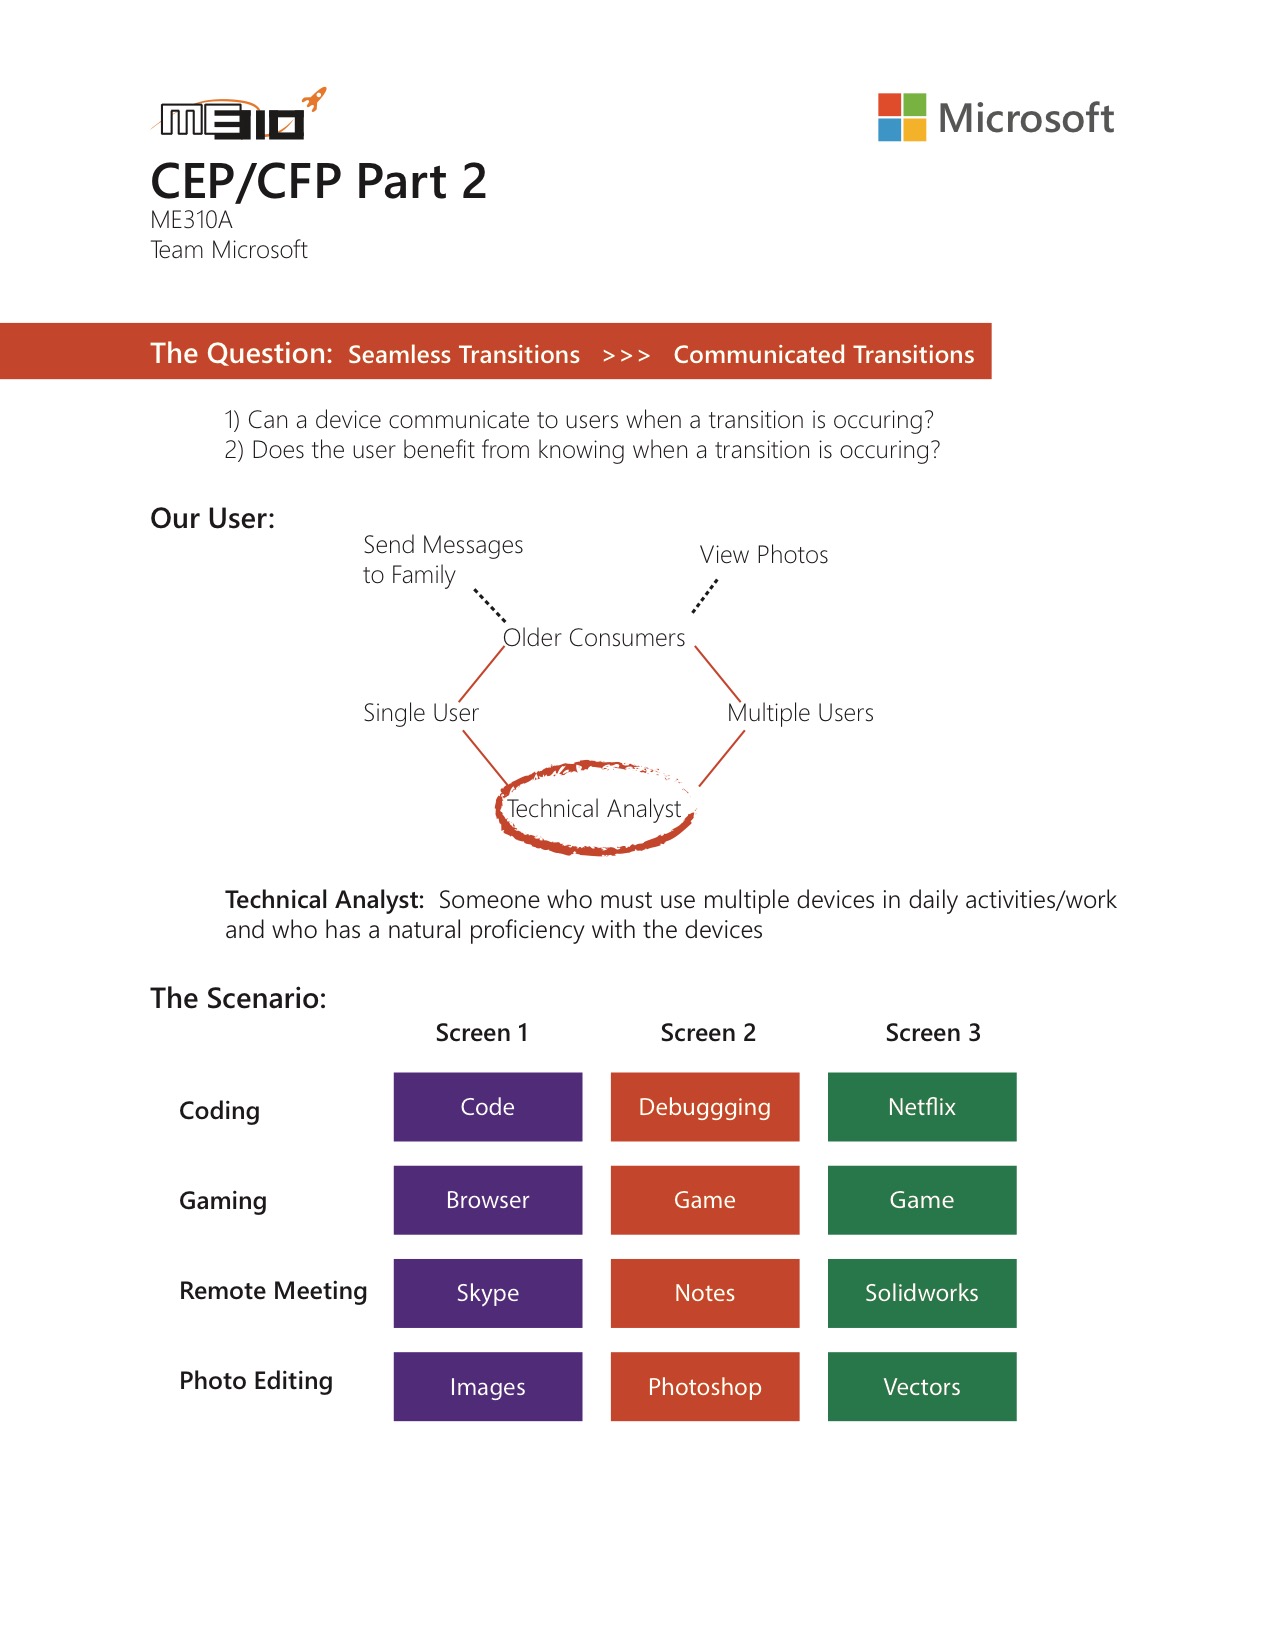 ME310
Microsoft
CEP/CFP Part 2
ME310A
Team Microsoft
The Question: Seamless Transitions >>> Communicated Transitions
1) Can a device communicate to users when a transition is occuring?
2) Does the user benefit from knowing when a transition is occuring?
Our User:
Send Messages
to Family
View Photos
Older Consumers
Single User
Multiple Users
Technical Analyst
Technical Analyst: Someone who must use multiple devices in daily activities/work
and who has a natural proficiency with the devices
The Scenario:
Screen 1 Screen 2 Screen 3
Coding Code Debuggging Netflix
Gaming Browser Game Game
Remote Meeting Skype Notes Solidworks
Photo Editing Images Photoshop Vectors